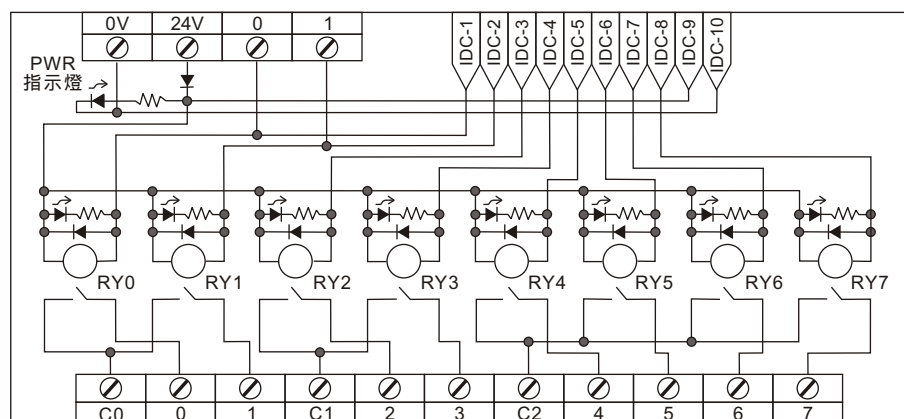 0V 24V 0 1
IDC-1 IDC-2 IDC-3 IDC-4 IDC-5 IDC-6 IDC-7 IDC-8 IDC-9 IDC-10
PWR
指示燈
RY0 RY1 RY2 RY3 RY4 RY5 RY6 RY7
C0 0 1 C1 2 3 C2 4 5 6 7